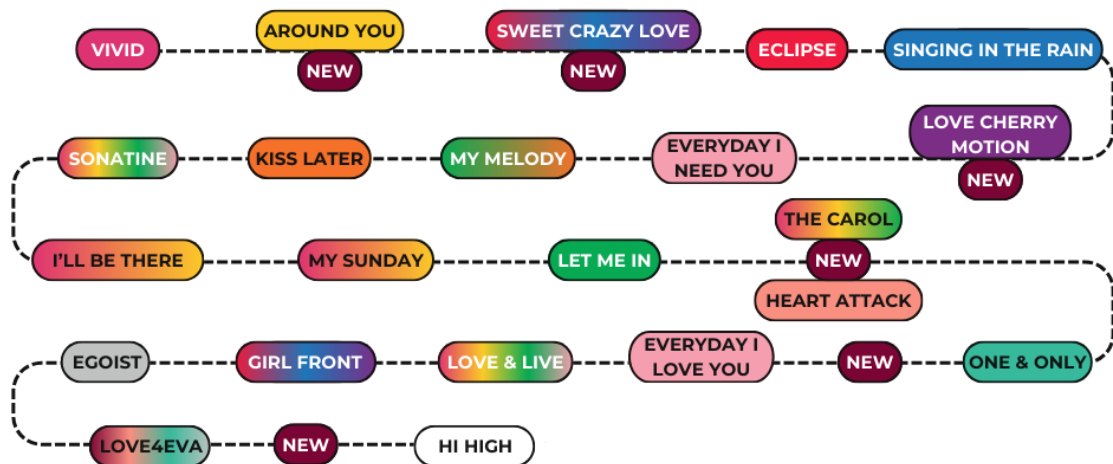 VIVID
AROUND YOU
NEW
SWEET CRAZY LOVE
NEW
ECLIPSE
SINGING IN THE RAIN
SONATINE
KISS LATER
MY MELODY
EVERYDAY I
NEED YOU
LOVE CHERRY
MOTION
NEW
I'LL BE THERE
MY SUNDAY
LET ME IN
THE CAROL
NEW
HEART ATTACK
EGOIST
GIRL FRONT
LOVE & LIVE
EVERYDAY I
LOVE YOU
NEW
ONE & ONLY
LOVE4EVA
NEW
HI HIGH